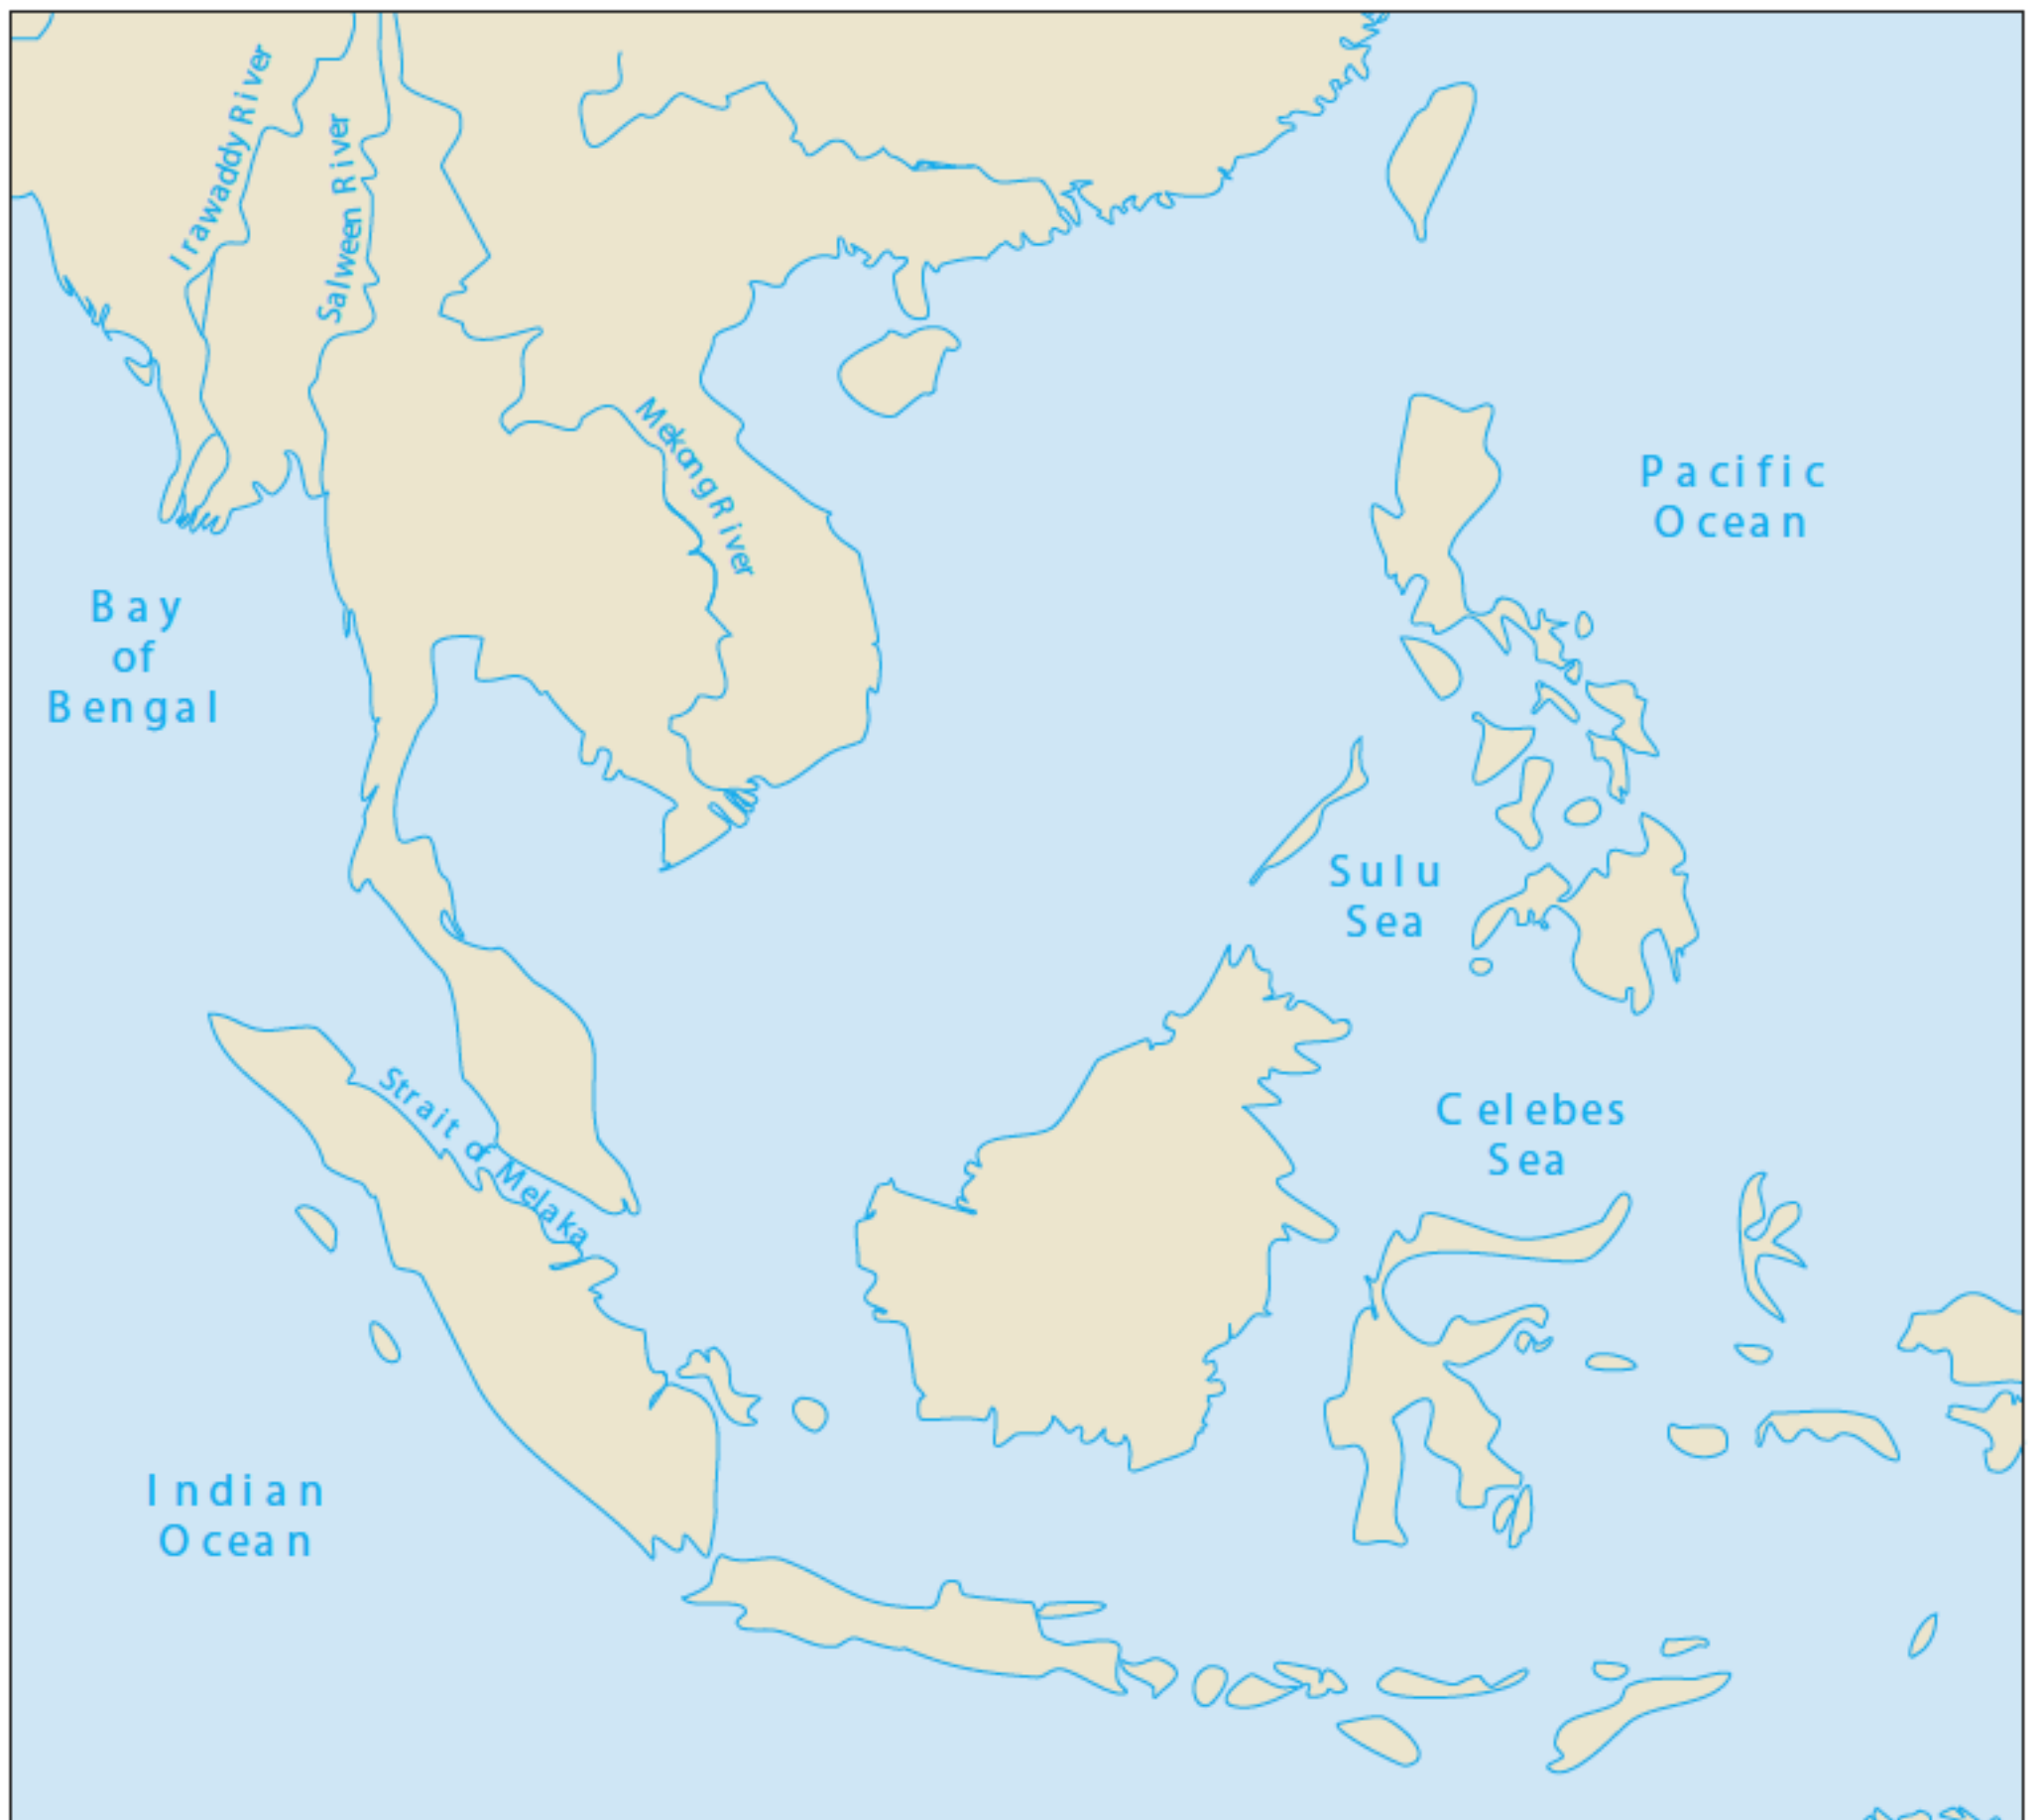 Irawaddy River
Salween River
Mekong River
Pacific
Ocean
Bay
of
Bengal
Sulu
Sea
Strait of Melaka
Celebes
Sea
Indian
Ocean